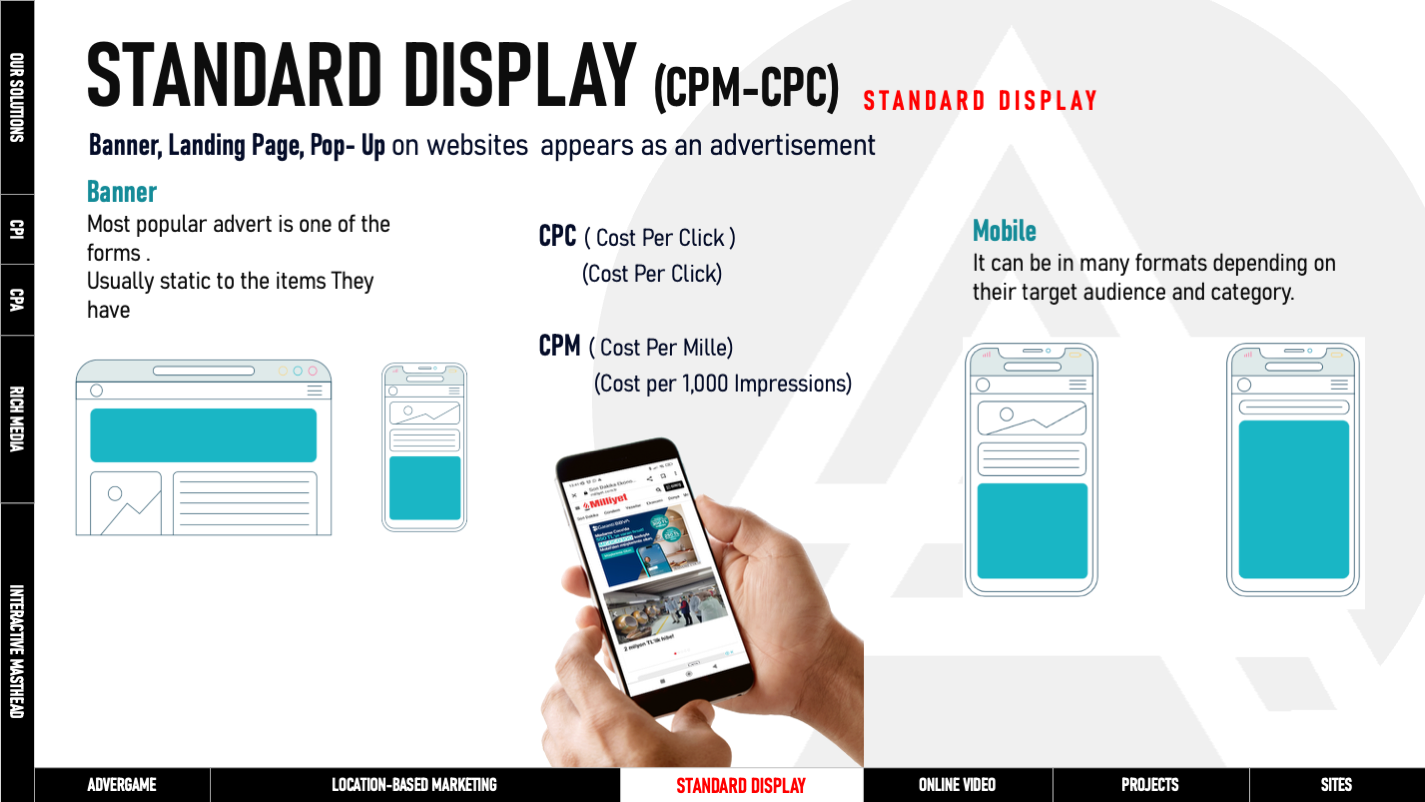 STANDARD DISPLAY (CPM-CPC) STANDARD DISPLAY
Banner, Landing Page, Pop- Up on websites appears as an advertisement
Banner
Most popular advert is one of the
forms .
Usually static to the items They
have
CPC ( Cost Per Click )
(Cost Per Click)
CPM ( Cost Per Mille)
(Cost per 1,000 Impressions)
Mobile
It can be in many formats depending on
their target audience and category.
Milliyet
2 milyon TL'lik hibe!
OUR SOLUTIONS
CPI
CPA
RICH MEDIA
INTERACTIVE MASTHEAD
ADVERGAME
LOCATION-BASED MARKETING
STANDARD DISPLAY
ONLINE VIDEO
PROJECTS
SITES